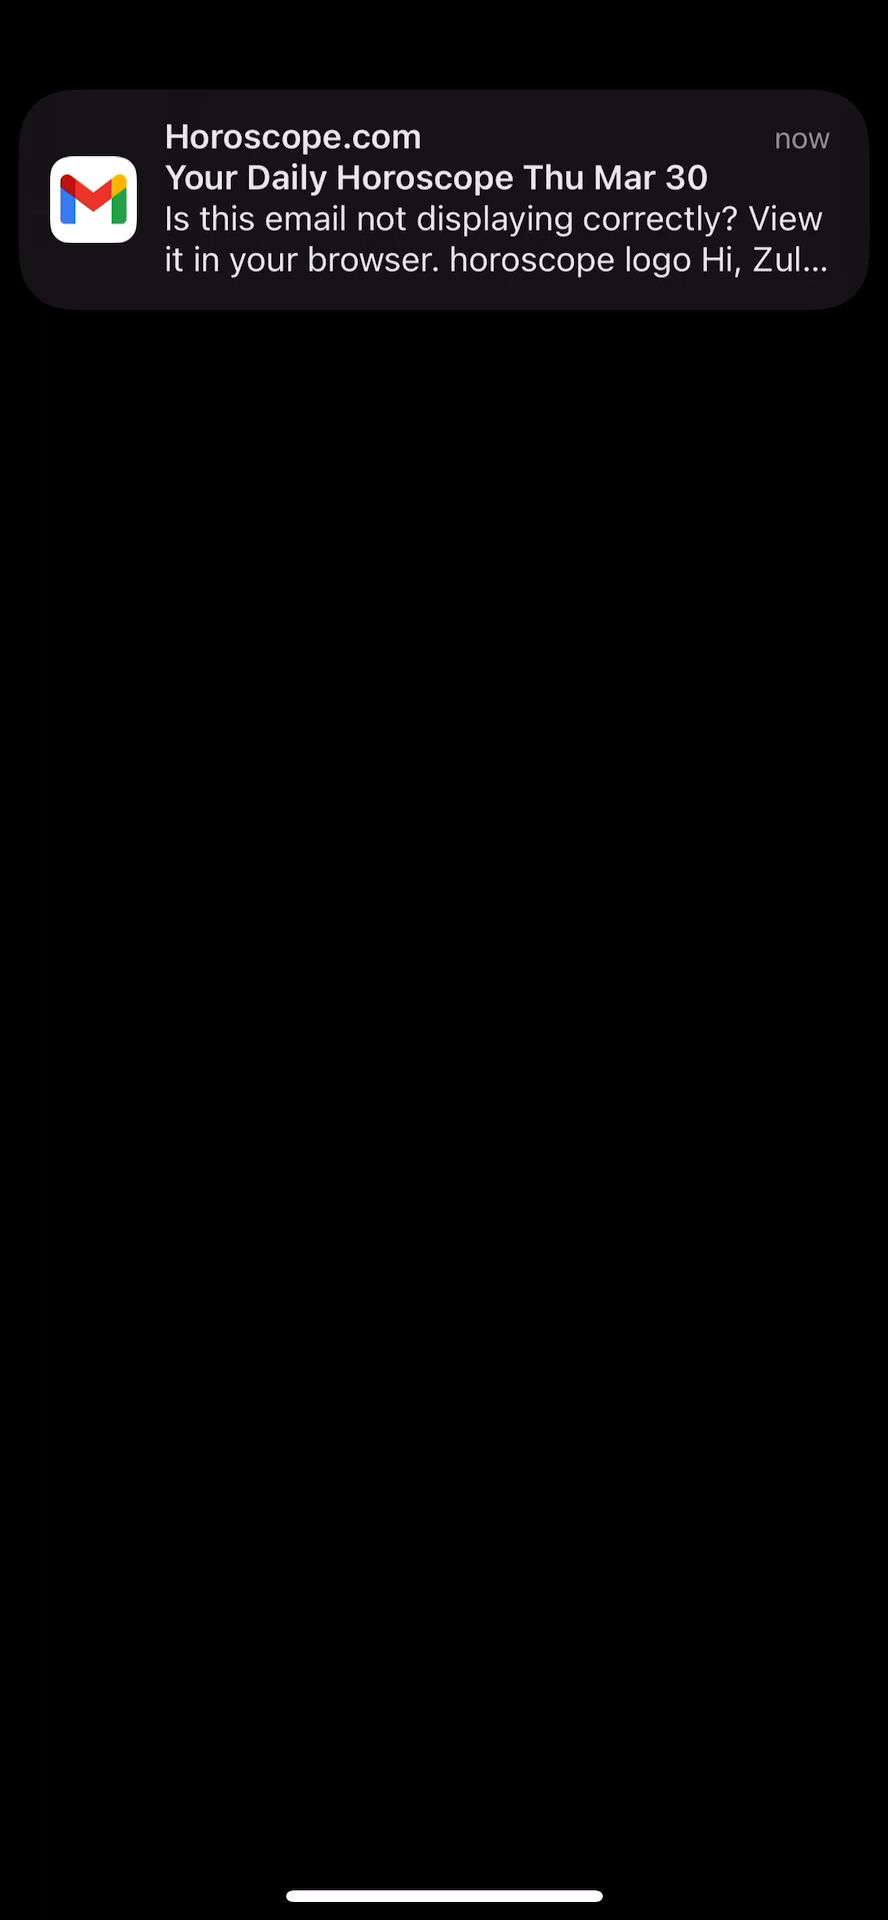 Horoscope.com
now
Your Daily Horoscope Thu Mar 30
Is this email not displaying correctly? View
it in your browser. horoscope logo Hi, Zul...